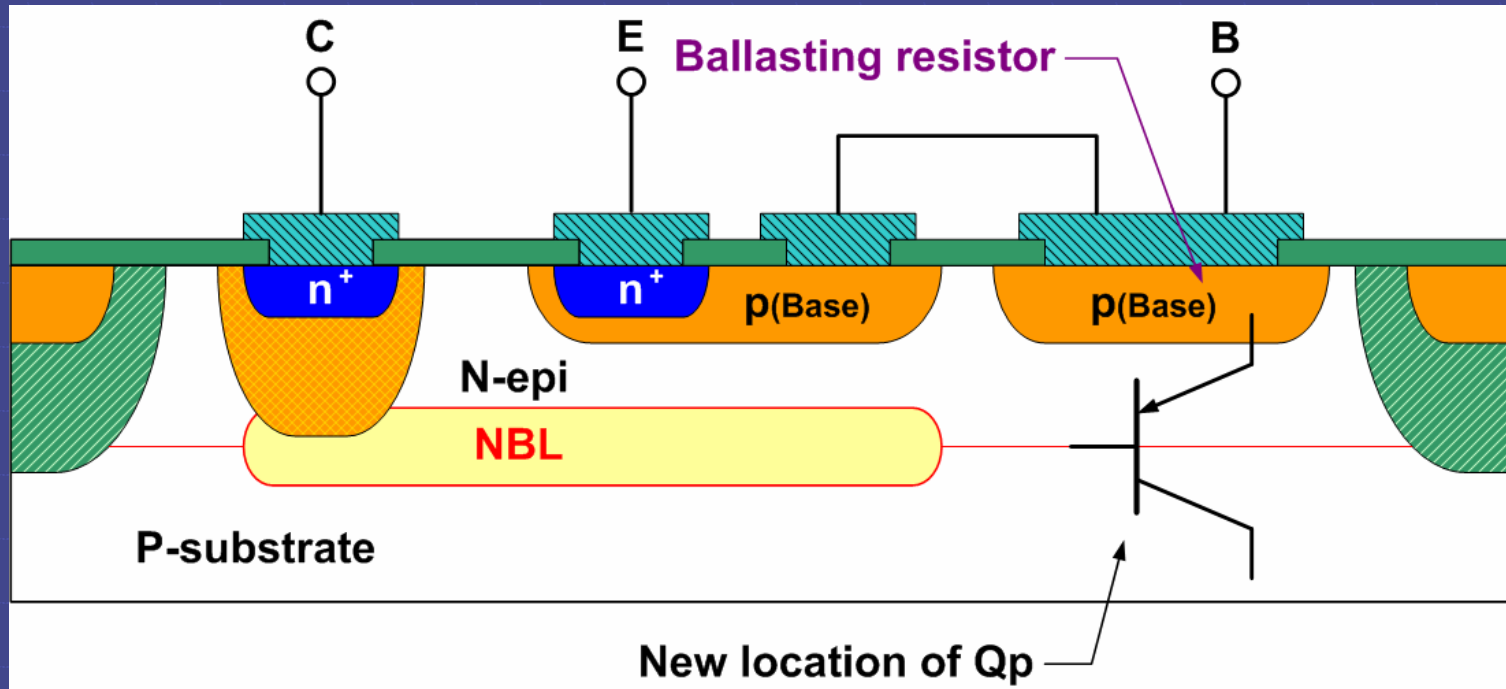 C
E
B
Ballasting resistor
n+
n+
p(Base)
p(Base)
N-epi
NBL
P-substrate
New location of Qp